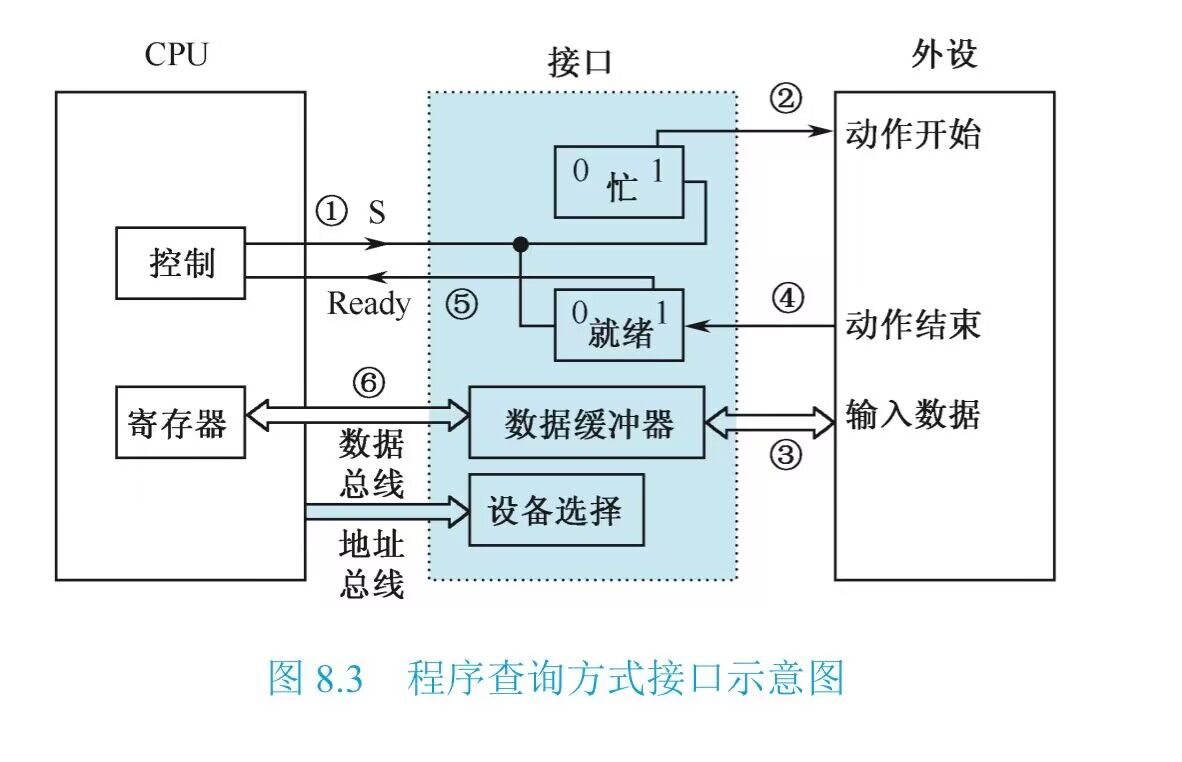 CPU
接口
外设
②
动作开始
0 忙 1
① S
控制
Ready
⑤
0 就绪 1
④
动作结束
⑥
寄存器
数据缓冲器
输入数据
③
数据
总线
设备选择
地址
总线
图 8.3 程序查询方式接口示意图